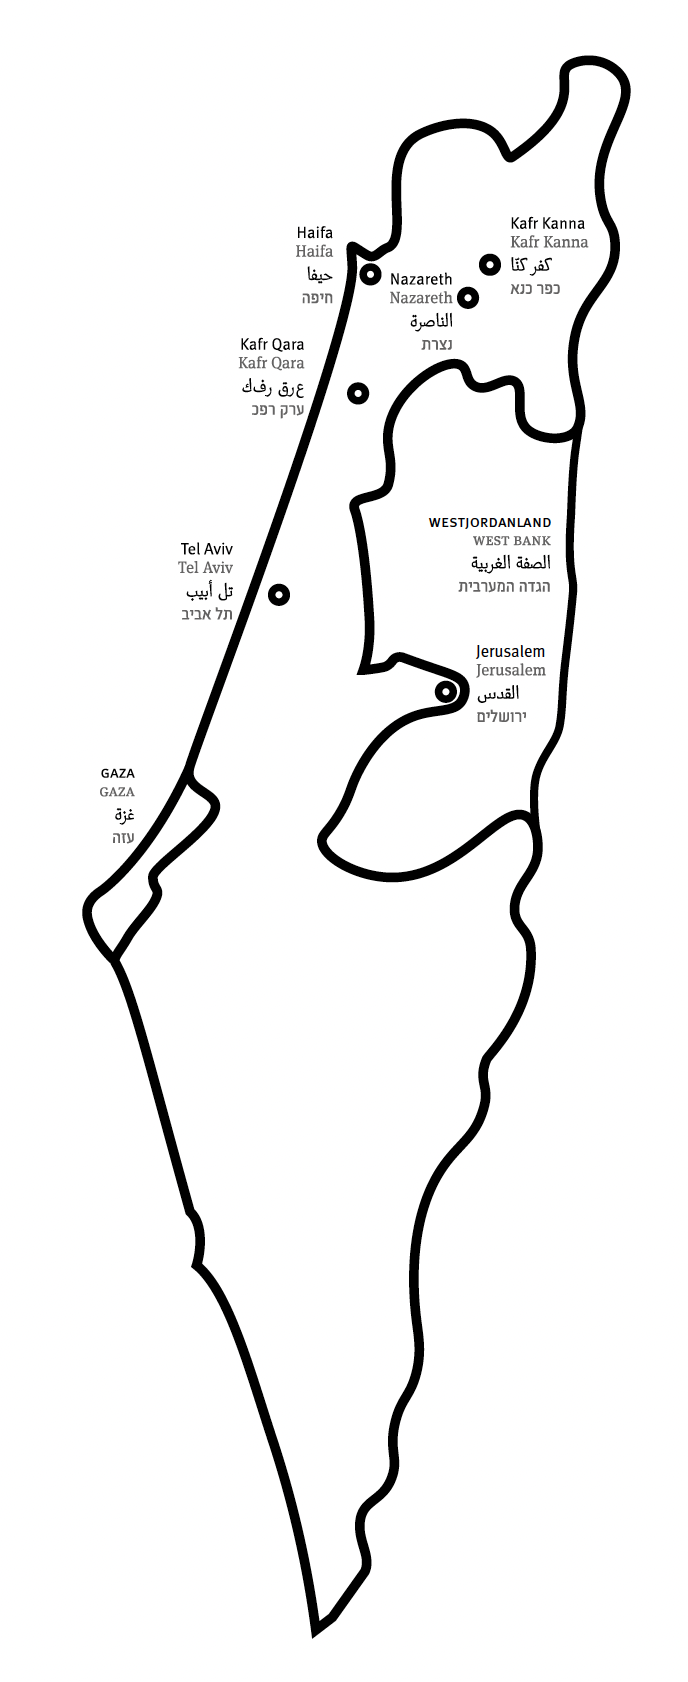 Haifa
Haifa
حيفا
חיפה
Kafr Kanna
Kafr Kanna
كفر كنّا
כפר כנא
Nazareth
Nazareth
الناصرة
נצרת
Kafr Qara
Kafr Qara
عرق رفك
ערק רפכ
WESTJORDANLAND
WEST BANK
الصفة الغربية
הגדה המערבית
Tel Aviv
Tel Aviv
تل أبيب
תל אביב
Jerusalem
Jerusalem
القدس
ירושלים
GAZA
GAZA
غزة
עזה